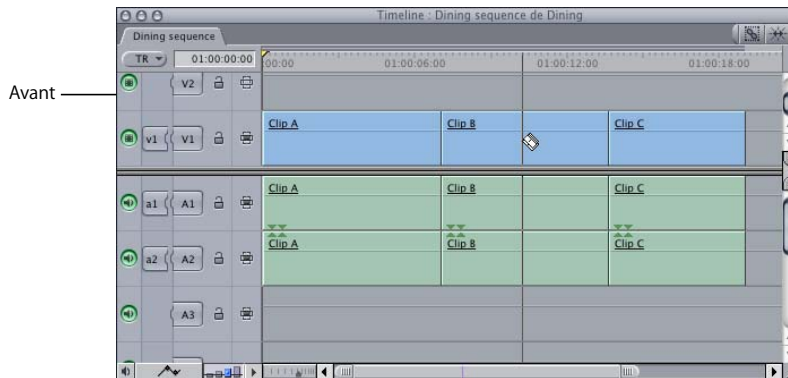 Timeline : Dining sequence de Dining
Dining sequence
TR 01:00:00:00 00:00 01:00:06:00 01:00:12:00 01:00:18:00
Avant
V2
v1 V1 Clip A Clip B Clip C
a1 A1 Clip A Clip B Clip C
a2 A2 Clip A Clip B Clip C
A3